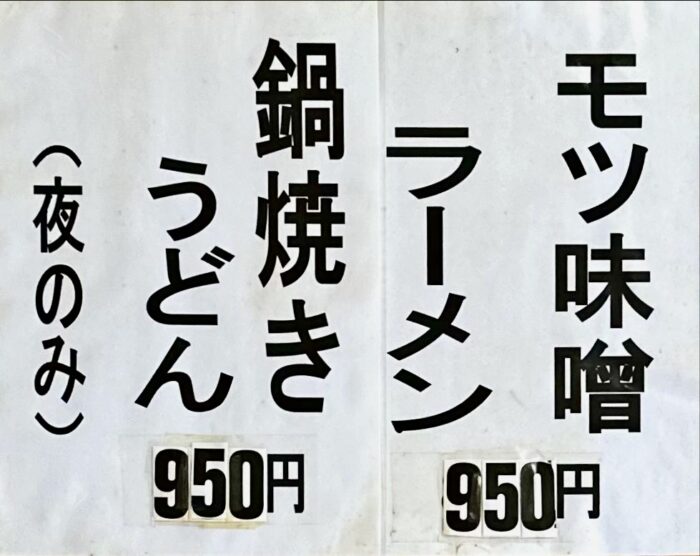 モツ味噌
ラーメン
950円
鍋焼き
うどん
（夜のみ）
950円